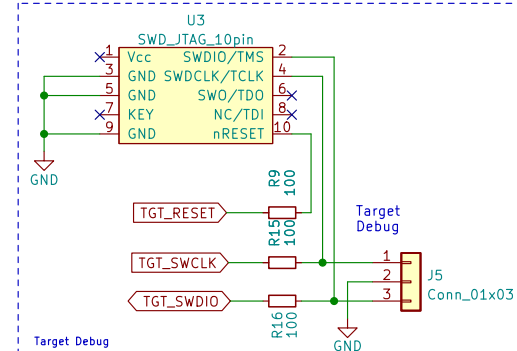 U3
SWD_JTAG_10pin
1 Vcc SWDIO/TMS 2
3 GND SWDCLK/TCLK 4
5 GND SWO/TDO 6
7 KEY NC/TDI 8
9 GND nRESET 10
GND
R9
100
TGT_RESET
Target
Debug
R15
100
TGT_SWCLK
1
2
3
J5
Conn_01x03
TGT_SWDIO
R16
100
GND
Target Debug